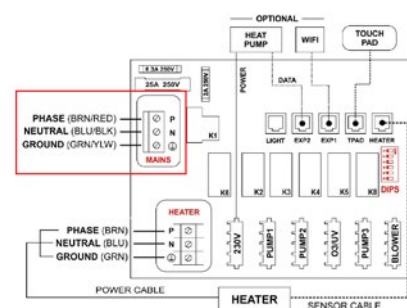 OPTIONAL
HEAT
PUMP
WIFI
TOUCH
PAD
6.3A 250V
25A 250V
2A 250V
POWER
DATA
PHASE (BRN/RED)
NEUTRAL (BLU/BLK)
GROUND (GRN/YLW)
P
N
MAINS
K1
LIGHT
EXP2
EXP1
TPAD
HEATER
K6
K2
K3
K4
K5
K8
DIPS
HEATER
PHASE (BRN)
NEUTRAL (BLU)
GROUND (GRN)
P
N
230V
PUMP1
PUMP2
O3/UV
PUMP3
BLOWER
POWER CABLE
HEATER
SENSOR CABLE